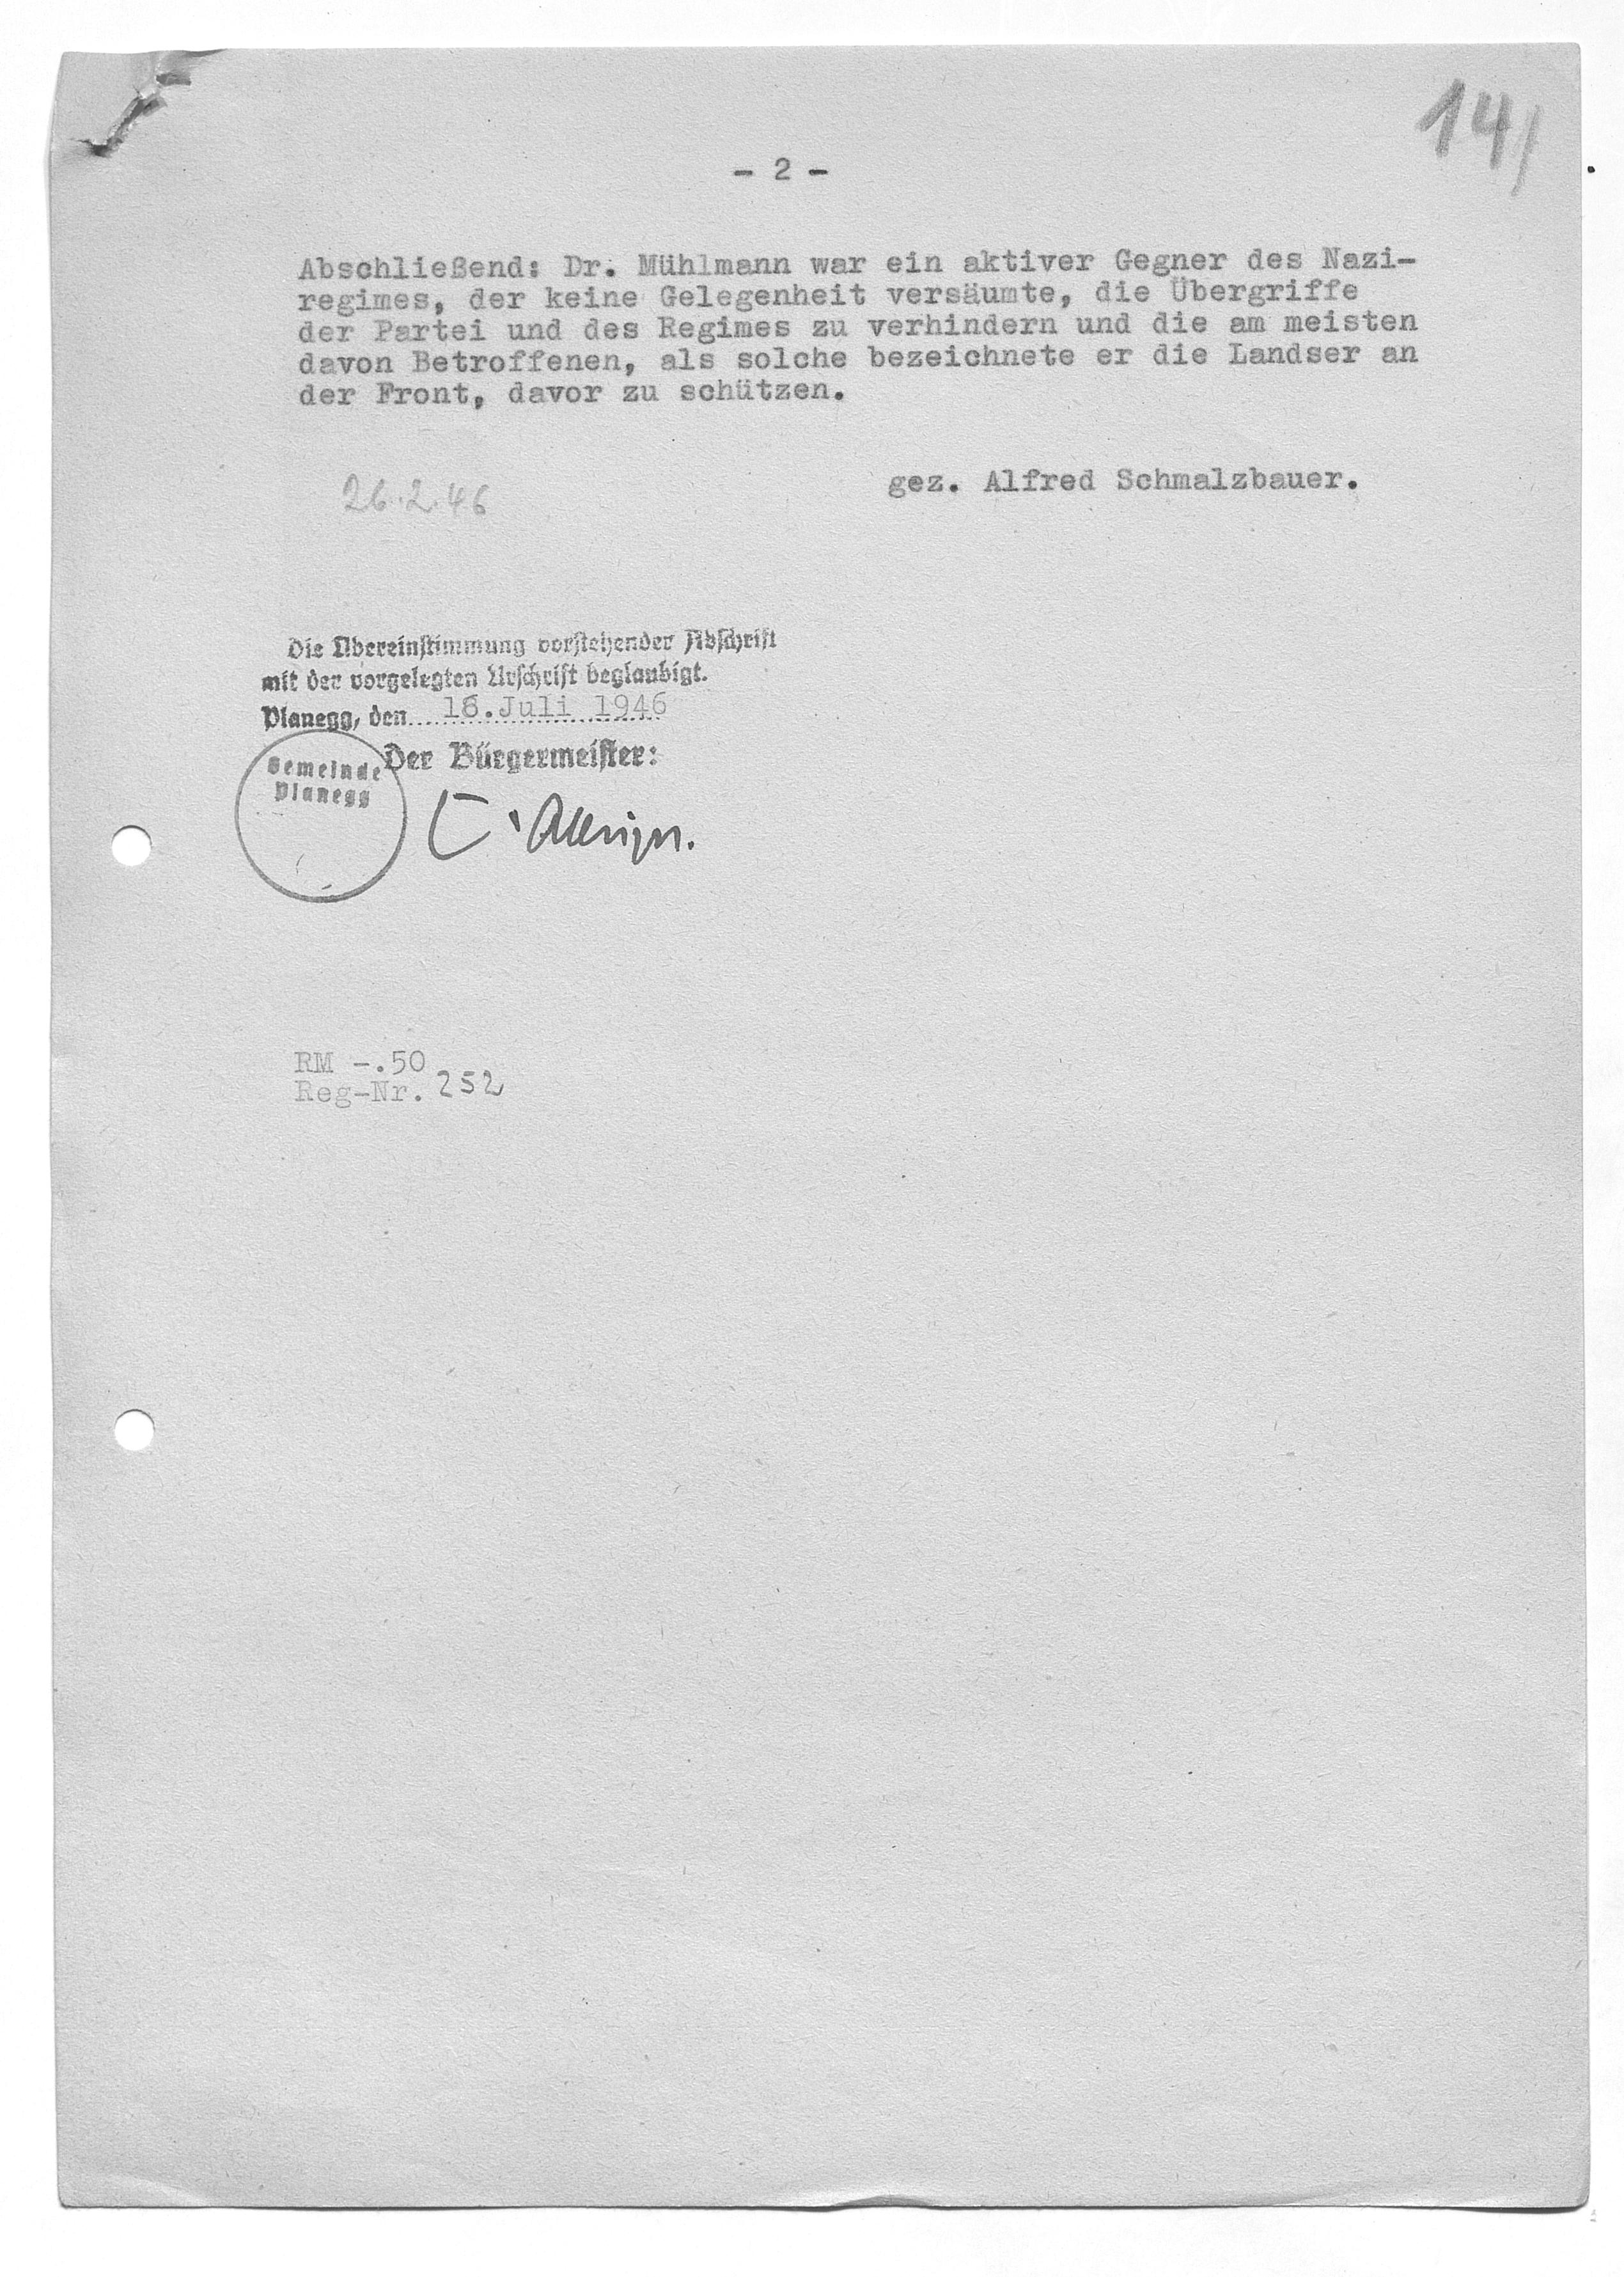 14/
- 2 -
Abschließend: Dr. Mühlmann war ein aktiver Gegner des Nazi-
regimes, der keine Gelegenheit versäumte, die Übergriffe
der Partei und des Regimes zu verhindern und die am meisten
davon Betroffenen, als solche bezeichnete er die Landser an
der Front, davor zu schützen.
gez. Alfred Schmalzbauer.
26.2.46
Die Übereinstimmung vorstehender Abschrift
mit der vorgelegten Urschrift beglaubigt.
Planegg, den 16. Juli 1946
Der Bürgermeister:
Gemeinde
Planegg
RM -.50
Reg-Nr. 252